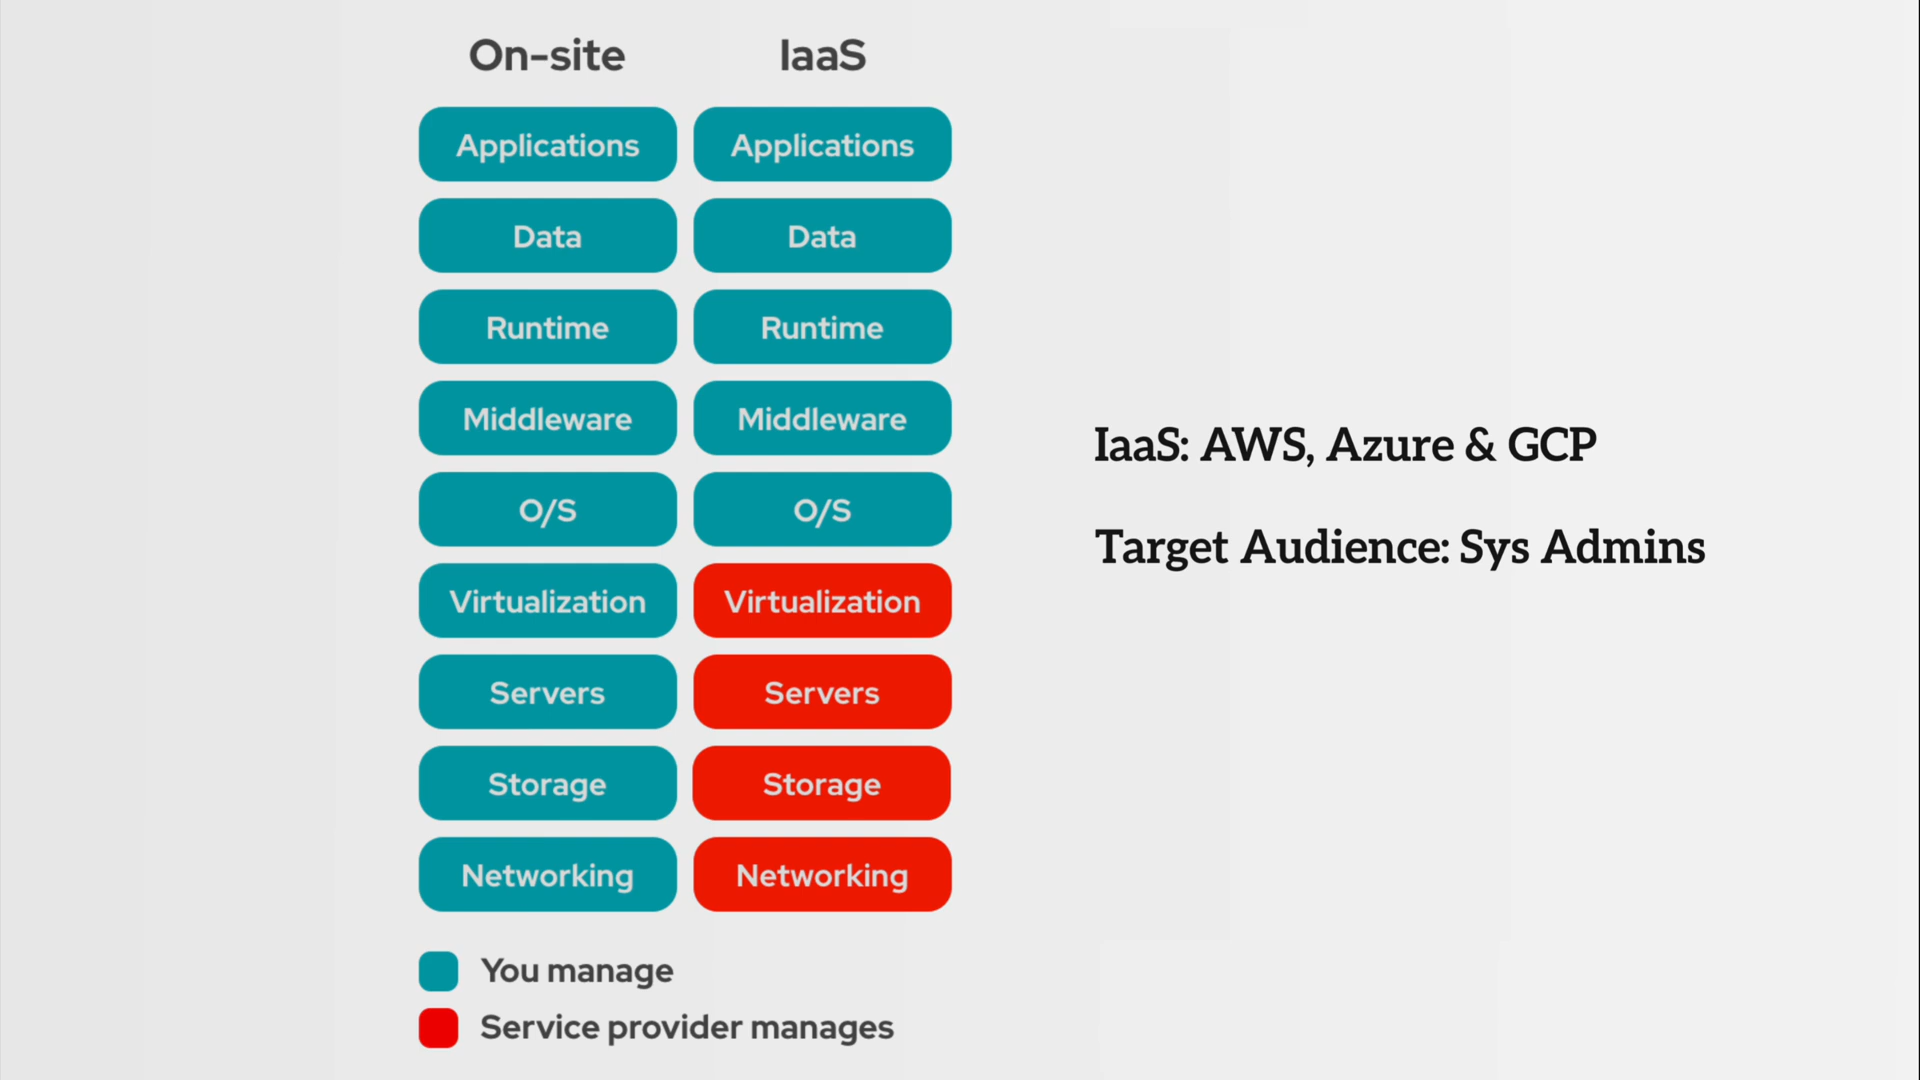 On-site IaaS
Applications Applications
Data Data
Runtime Runtime
Middleware Middleware
O/S O/S
Virtualization Virtualization
Servers Servers
Storage Storage
Networking Networking
You manage
Service provider manages
IaaS: AWS, Azure & GCP
Target Audience: Sys Admins